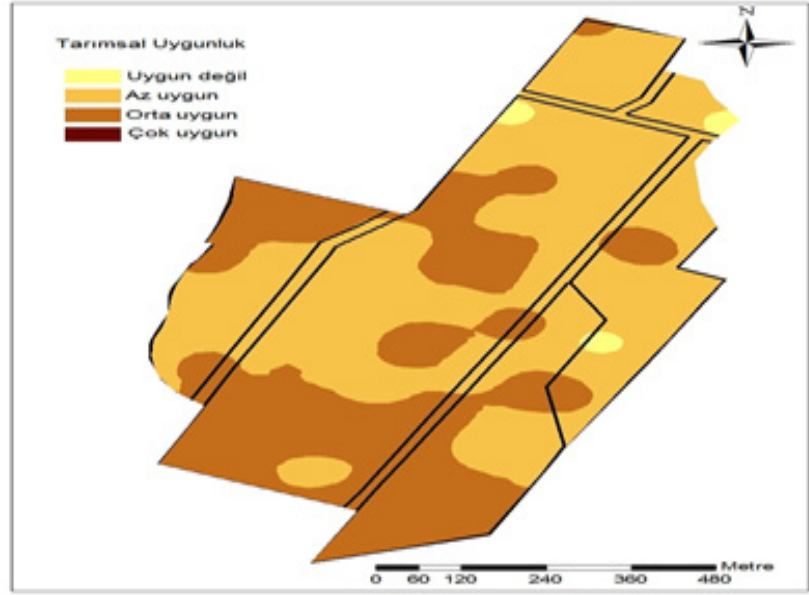 N
Tarımsal Uygunluk
Uygun değil
Az uygun
Orta uygun
Çok uygun
Metre
0 60 120 240 360 480